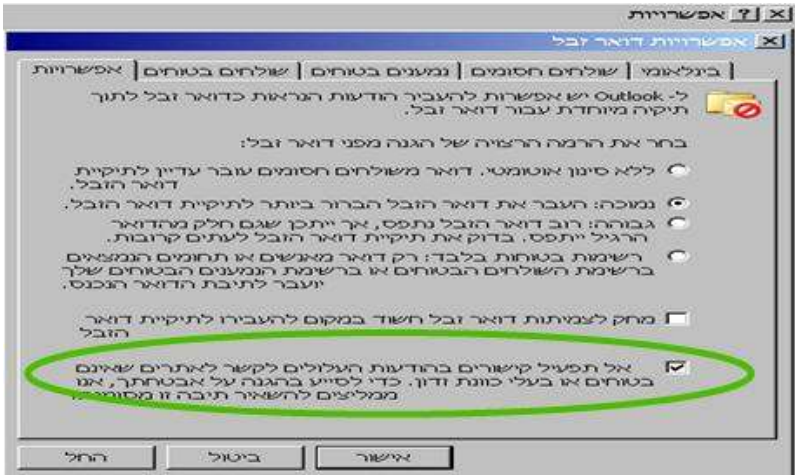 אפשרויות
אפשרויות דואר זבל
בינלאומי | שולחים חסומים | נמענים בטוחים | שולחים בטוחים | אפשרויות
ל- Outlook יש אפשרות להעביר הודעות הנראות כדואר זבל לתוך
תיקיה מיוחדת עבור דואר זבל.
בחר את הרמה הרצויה של הגנה מפני דואר זבל:
ללא סינון אוטומטי. דואר משולחים חסומים עובר עדיין לתיקיית
דואר הזבל.
נמוכה: העבר את דואר הזבל הברור ביותר לתיקיית דואר הזבל.
גבוהה: רוב דואר הזבל נתפס, אך ייתכן שגם חלק מהדואר
הרגיל ייתפס. בדוק את תיקיית דואר הזבל לעתים קרובות.
רשימות בטוחות בלבד: רק דואר מאנשים או תחומים הנמצאים
ברשימת השולחים הבטוחים או ברשימת הנמענים הבטוחים שלך
יועבר לתיבת הדואר הנכנס.
מחק לצמיתות דואר זבל חשוד במקום להעבירו לתיקיית דואר
הזבל
אל תפעיל קישורים בהודעות העלולים לקשר לאתרים שאינם
בטוחים או בעלי כוונת זדון. כדי לסייע בהגנה על אבטחתך, אנו
ממליצים להשאיר תיבה זו מסומנת.
אישור ביטול החל